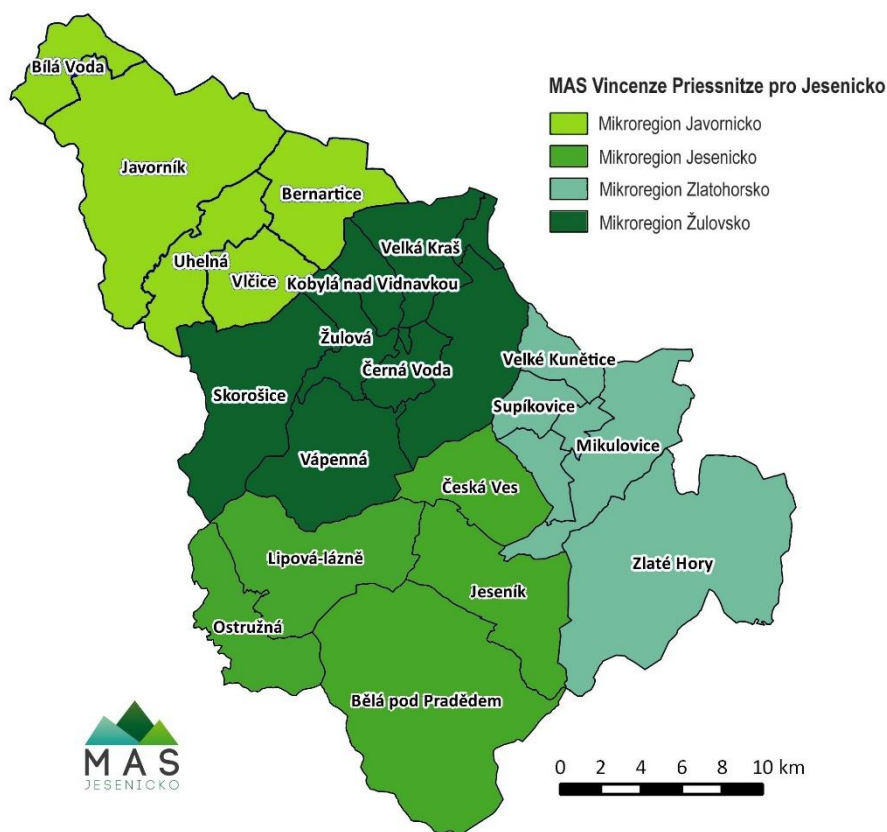 MAS Vincenze Priessnitze pro Jesenicko
Mikroregion Javornicko
Mikroregion Jesenicko
Mikroregion Zlatohorsko
Mikroregion Žulovsko
Bílá Voda
Javorník
Bernartice
Uhelná
Vlčice
Velká Kraš
Kobylá nad Vidnavkou
Žulová
Černá Voda
Skorošice
Vápenná
Velké Kunětice
Supíkovice
Mikulovice
Česká Ves
Zlaté Hory
Lipová-lázně
Jeseník
Ostružná
Bělá pod Pradědem
MAS
JESENICKO
0 2 4 6 8 10 km